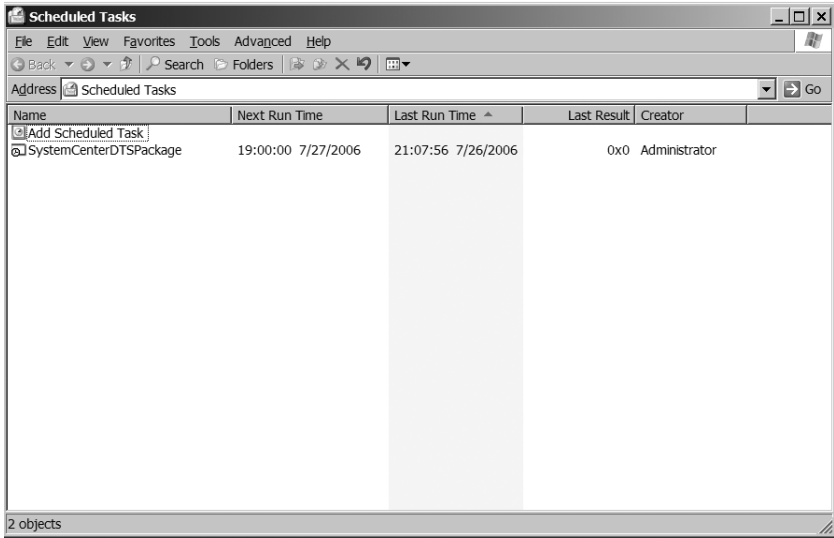 Scheduled Tasks
File Edit View Favorites Tools Advanced Help
Back Search Folders
Address Scheduled Tasks Go
Name Next Run Time Last Run Time Last Result Creator
Add Scheduled Task
SystemCenterDTSPackage 19:00:00 7/27/2006 21:07:56 7/26/2006 0x0 Administrator
2 objects